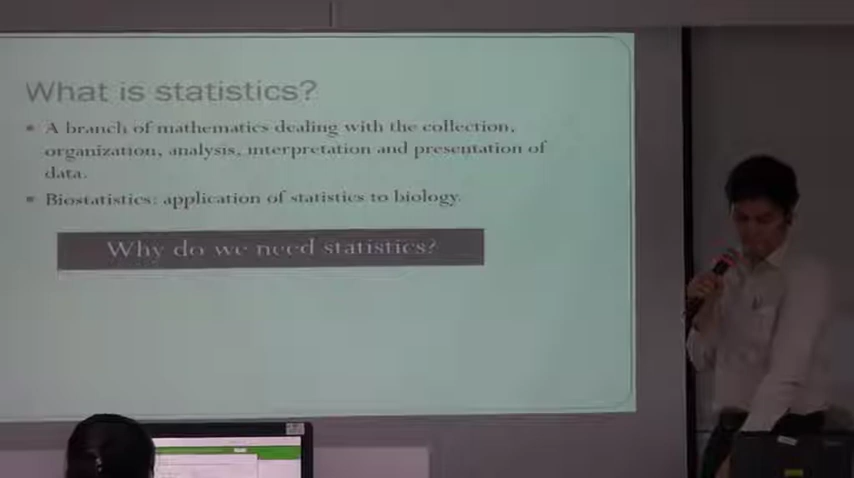 What is statistics?
A branch of mathematics dealing with the collection,
organization, analysis, interpretation and presentation of
data.
Biostatistics: application of statistics to biology.
Why do we need statistics?